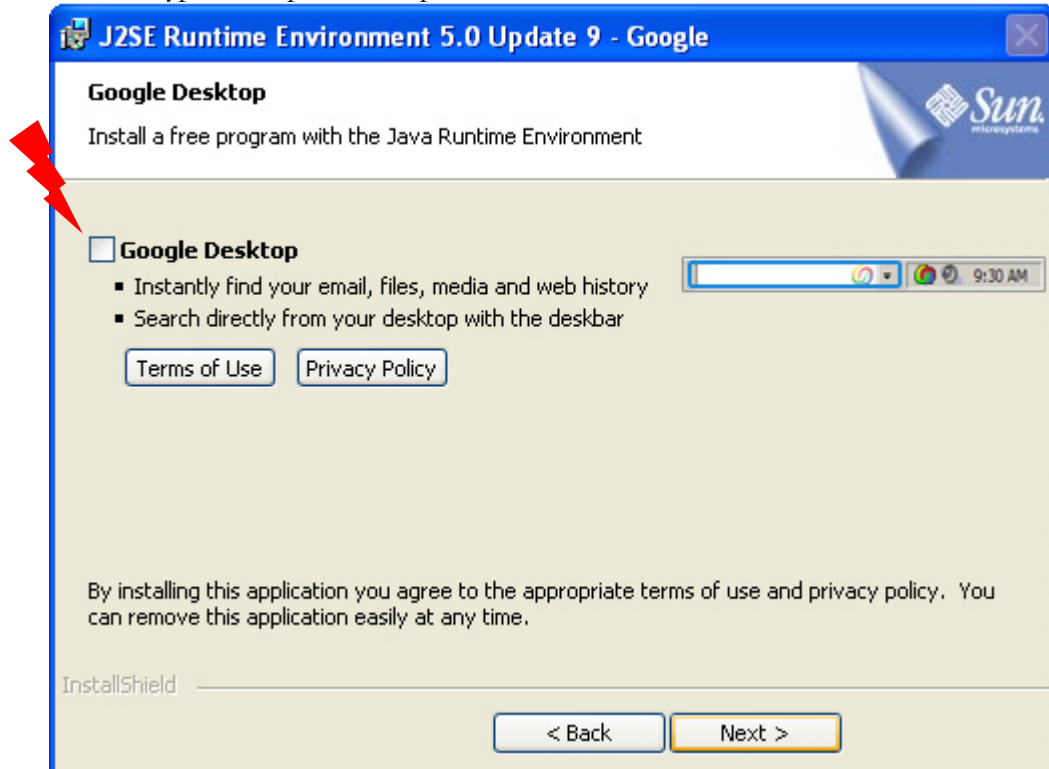 J2SE Runtime Environment 5.0 Update 9 - Google
Google Desktop
Install a free program with the Java Runtime Environment
Sun
microsystems
Google Desktop
▪ Instantly find your email, files, media and web history
▪ Search directly from your desktop with the deskbar
9:30 AM
Terms of Use Privacy Policy
By installing this application you agree to the appropriate terms of use and privacy policy. You
can remove this application easily at any time.
InstallShield
< Back Next >